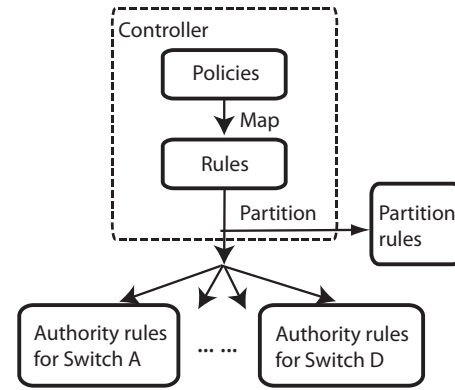 Controller
Policies
Map
Rules
Partition
Partition
rules
Authority rules
for Switch A
... ...
Authority rules
for Switch D